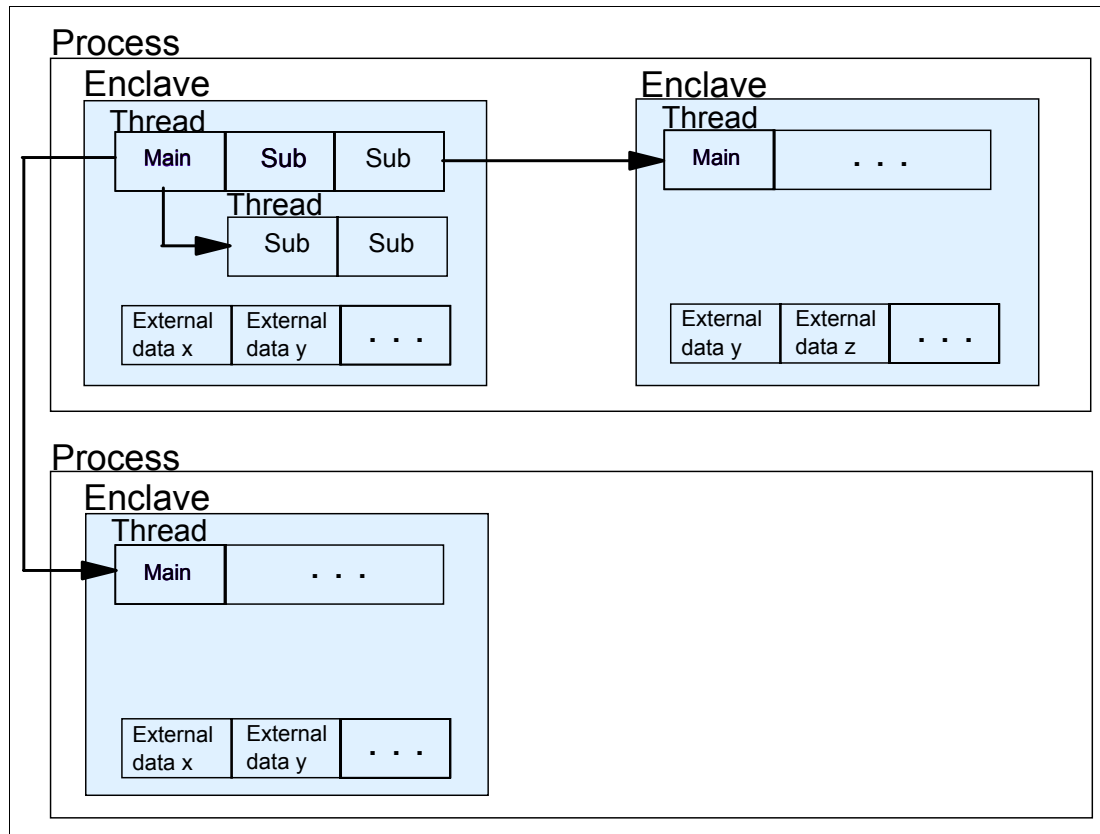 Process
Enclave
Enclave
Thread
Thread
Main
Sub
Sub
Main
. . .
Thread
Sub
Sub
External
data x
External
data y
. . .
External
data y
External
data z
. . .
Process
Enclave
Thread
Main
. . .
External
data x
External
data y
. . .